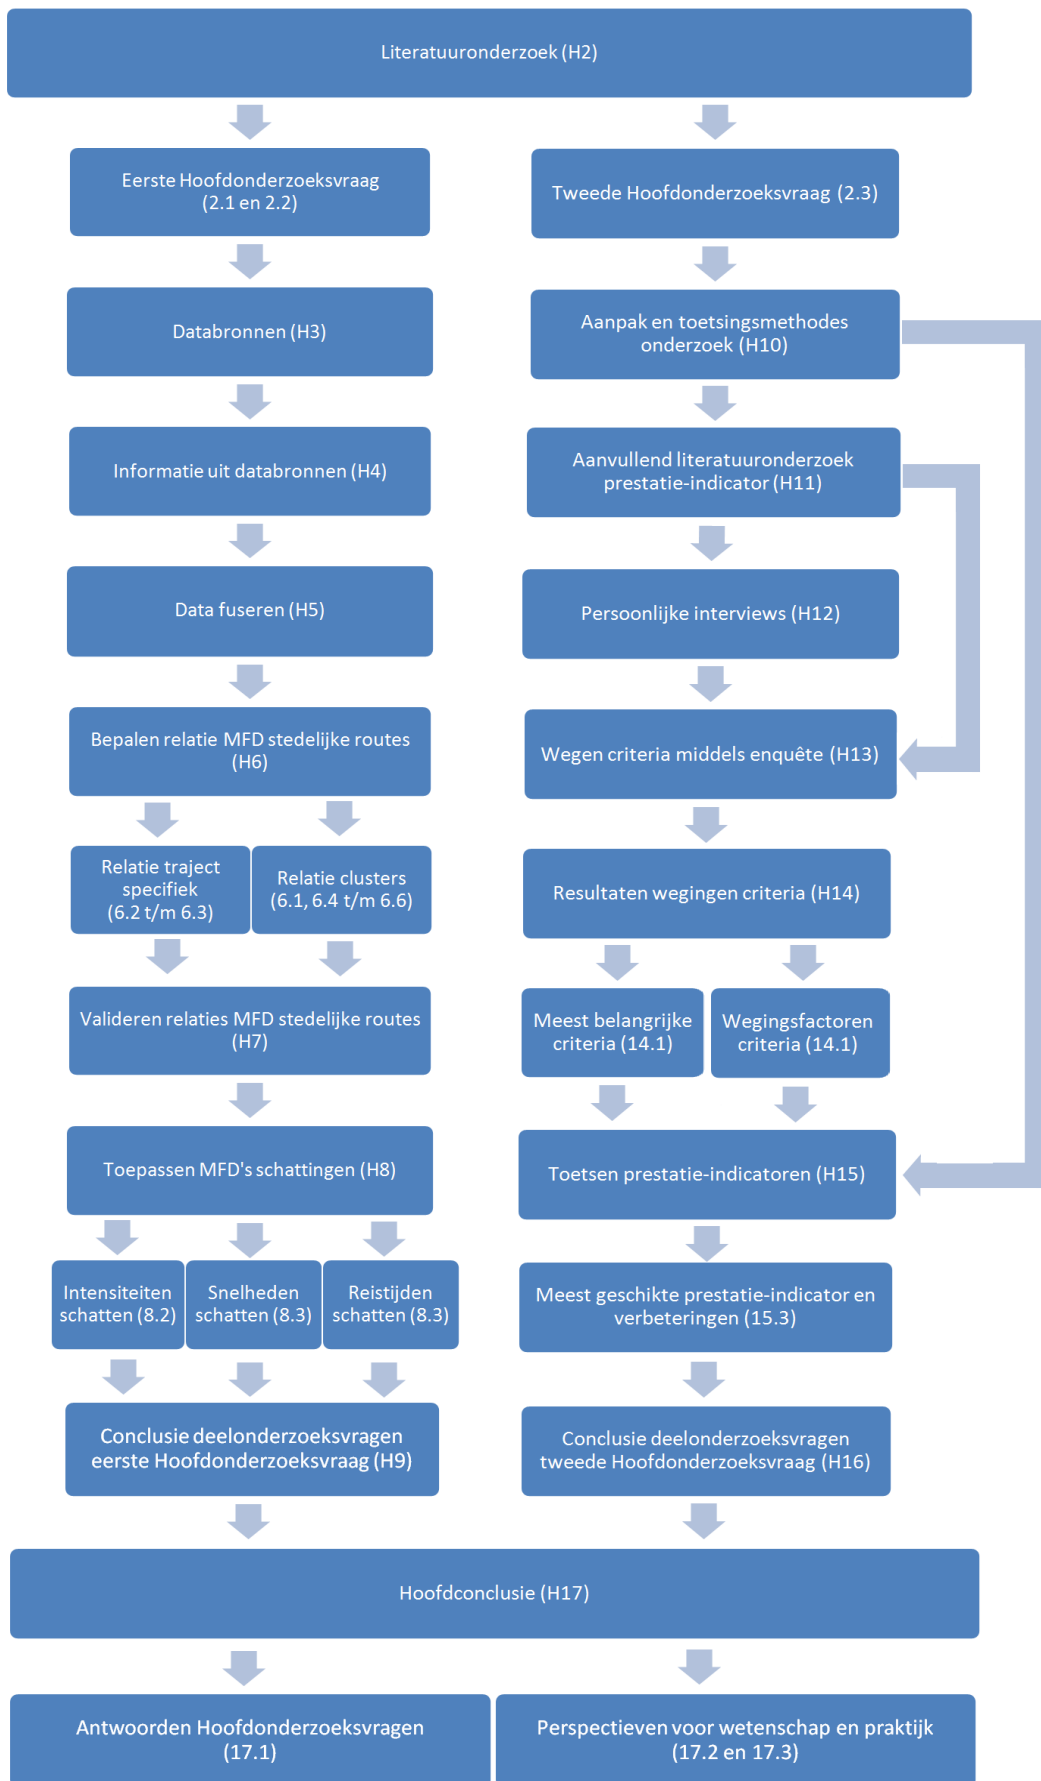 Literatuuronderzoek (H2)
Eerste Hoofdonderzoeksvraag
(2.1 en 2.2)
Tweede Hoofdonderzoeksvraag (2.3)
Databronnen (H3)
Aanpak en toetsingsmethodes
onderzoek (H10)
Informatie uit databronnen (H4)
Aanvullend literatuuronderzoek
prestatie-indicator (H11)
Data fuseren (H5)
Persoonlijke interviews (H12)
Bepalen relatie MFD stedelijke routes
(H6)
Wegen criteria middels enquête (H13)
Relatie traject
specifiek
(6.2 t/m 6.3)
Relatie clusters
(6.1, 6.4 t/m 6.6)
Resultaten wegingen criteria (H14)
Valideren relaties MFD stedelijke routes
(H7)
Meest belangrijke
criteria (14.1)
Wegingsfactoren
criteria (14.1)
Toepassen MFD's schattingen (H8)
Toetsen prestatie-indicatoren (H15)
Intensiteiten
schatten (8.2)
Snelheden
schatten (8.3)
Reistijden
schatten (8.3)
Meest geschikte prestatie-indicator en
verbeteringen (15.3)
Conclusie deelonderzoeksvragen
eerste Hoofdonderzoeksvraag (H9)
Conclusie deelonderzoeksvragen
tweede Hoofdonderzoeksvraag (H16)
Hoofdconclusie (H17)
Antwoorden Hoofdonderzoeksvragen
(17.1)
Perspectieven voor wetenschap en praktijk
(17.2 en 17.3)